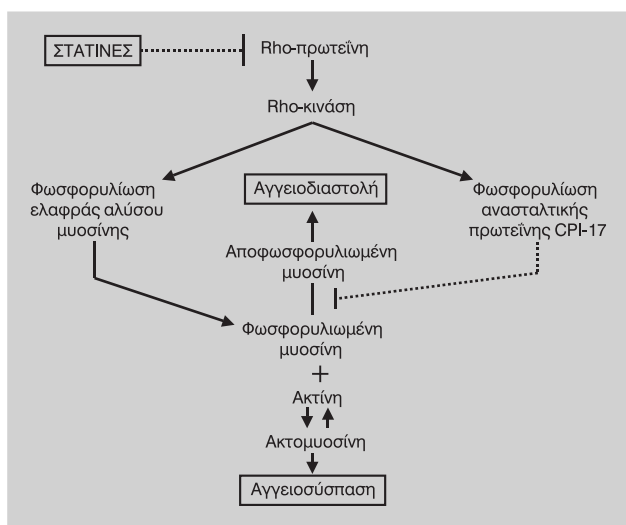 ΣΤΑΤΙΝΕΣ
Rho-πρωτεΐνη
Rho-κινάση
Φωσφορυλίωση
ελαφράς αλύσου
μυοσίνης
Αγγειοδιαστολή
Φωσφορυλίωση
ανασταλτικής
πρωτεΐνης CPI-17
Αποφωσφορυλιωμένη
μυοσίνη
Φωσφορυλιωμένη
μυοσίνη
+
Ακτίνη
Ακτομυοσίνη
Αγγειοσύσπαση